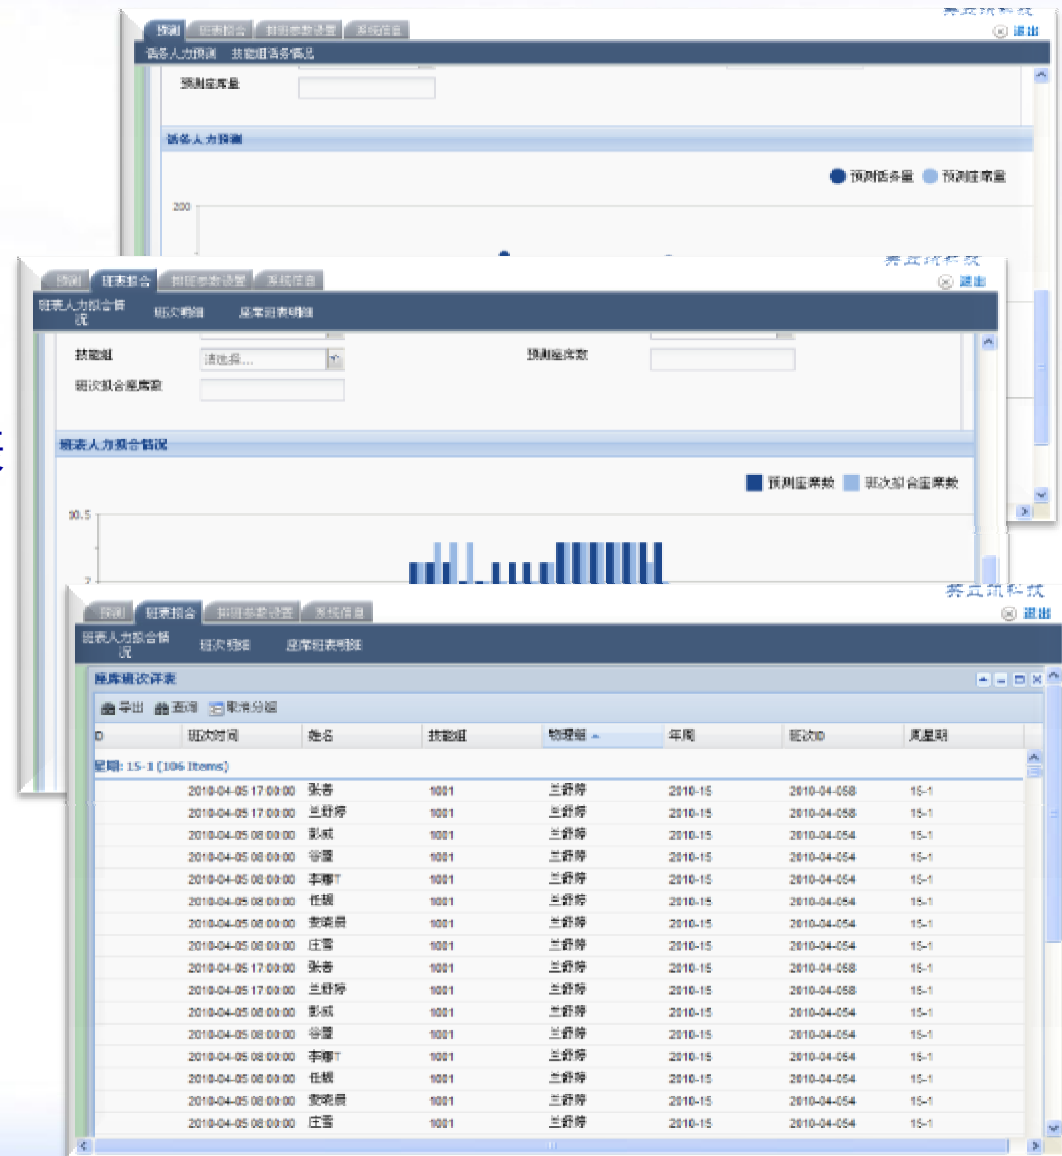 预测 班表拟合 排班参数设置 系统信息
退出
话务人力预测 技能组话务情况
预测座席量
话务人力预测
预测话务量 预测座席量
200
预测 班表拟合 排班参数设置 系统信息
退出
班表人力拟合情况 班次明细 座席班表明细
技能组 请选择... 预测座席数
班次拟合座席数
班表人力拟合情况
预测座席数 班次拟合座席数
10.5
7
预测 班表拟合 排班参数设置 系统信息
退出
班表人力拟合情况 班次明细 座席班表明细
座席班次详表
导出 查询 取消分组
ID 班次时间 姓名 技能组 物理组 年周 班次ID 周星期
星期: 15-1 (106 Items)
2010-04-05 17:00:00 张 1001 兰舒婷 2010-15 2010-04-058 15-1
2010-04-05 17:00:00 兰舒婷 1001 兰舒婷 2010-15 2010-04-058 15-1
2010-04-05 08:00:00 彭威 1001 兰舒婷 2010-15 2010-04-054 15-1
2010-04-05 08:00:00 谷 1001 兰舒婷 2010-15 2010-04-054 15-1
2010-04-05 08:00:00 李娜T 1001 兰舒婷 2010-15 2010-04-054 15-1
2010-04-05 08:00:00 任 1001 兰舒婷 2010-15 2010-04-054 15-1
2010-04-05 08:00:00 1001 兰舒婷 2010-15 2010-04-054 15-1
2010-04-05 08:00:00 庄雪 1001 兰舒婷 2010-15 2010-04-054 15-1
2010-04-05 17:00:00 张 1001 兰舒婷 2010-15 2010-04-058 15-1
2010-04-05 17:00:00 兰舒婷 1001 兰舒婷 2010-15 2010-04-058 15-1
2010-04-05 08:00:00 彭威 1001 兰舒婷 2010-15 2010-04-054 15-1
2010-04-05 08:00:00 谷 1001 兰舒婷 2010-15 2010-04-054 15-1
2010-04-05 08:00:00 李娜T 1001 兰舒婷 2010-15 2010-04-054 15-1
2010-04-05 08:00:00 任 1001 兰舒婷 2010-15 2010-04-054 15-1
2010-04-05 08:00:00 1001 兰舒婷 2010-15 2010-04-054 15-1
2010-04-05 08:00:00 庄雪 1001 兰舒婷 2010-15 2010-04-054 15-1